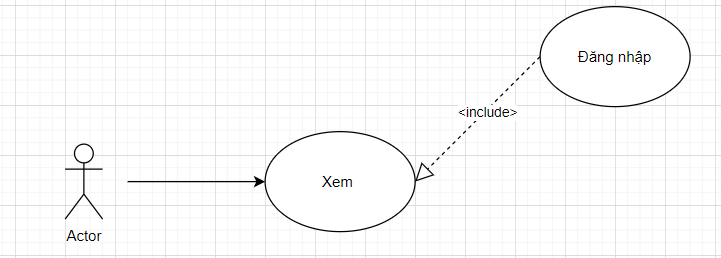 Đăng nhập
<include>
Xem
Actor